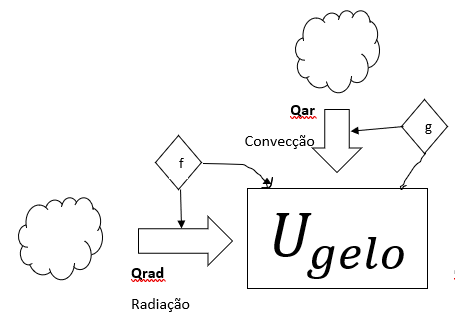 Qar
g
Convecção
f
U gelo
Qrad
Radiação